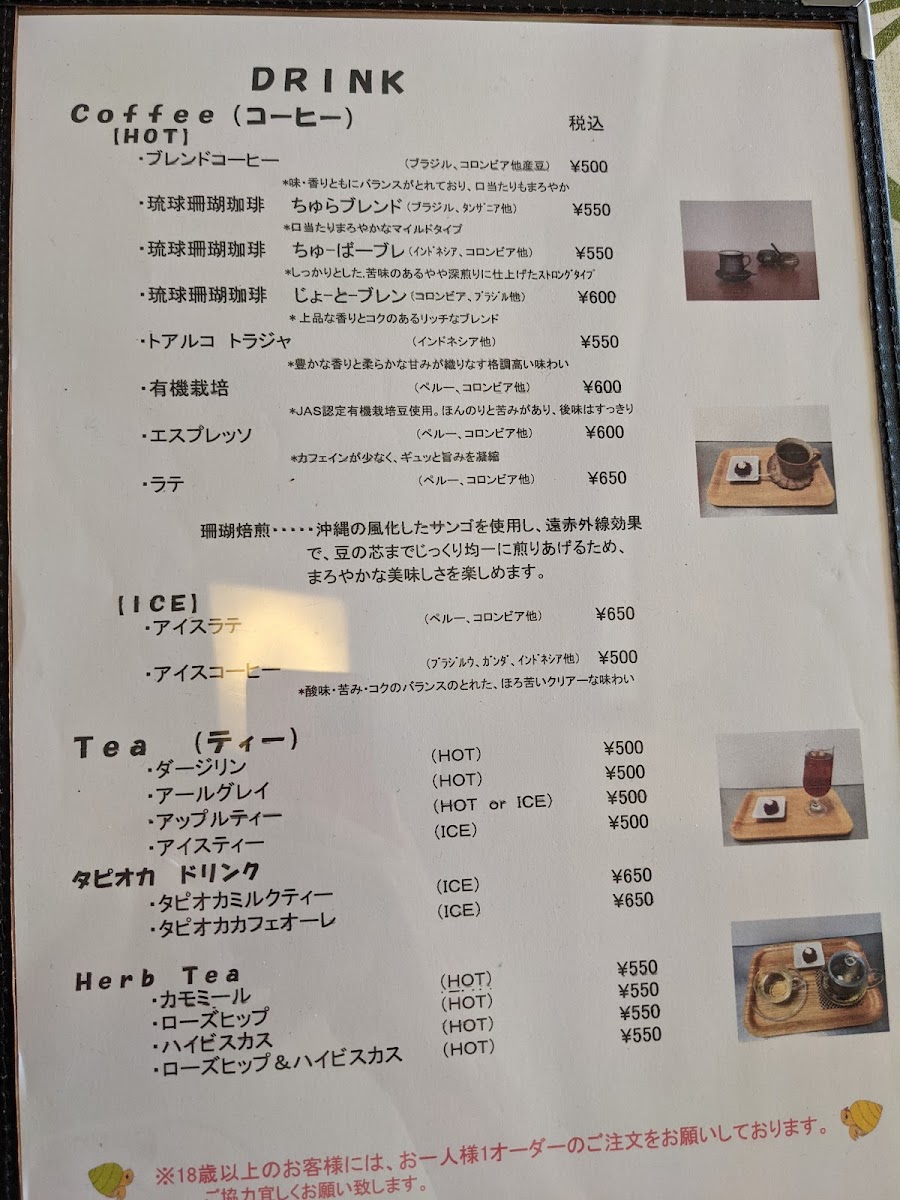 DRINK
Coffee (コーヒー) 税込
【HOT】
・ブレンドコーヒー (ブラジル、コロンビア他産豆) ¥500
*味・香りともにバランスがとれており、口当たりもまろやか
・琉球珊瑚珈琲 ちゅらブレンド (ブラジル、タンザニア他) ¥550
*口当たりまろやかなマイルドタイプ
・琉球珊瑚珈琲 ちゅーばーブレ (インドネシア、コロンビア他) ¥550
*しっかりとした苦味のあるやや深煎りに仕上げたストロングタイプ
・琉球珊瑚珈琲 じょーとーブレン (コロンビア、ブラジル他) ¥600
* 上品な香りとコクのあるリッチなブレンド
・トアルコ トラジャ (インドネシア他) ¥550
*豊かな香りと柔らかな甘みが織りなす格調高い味わい
・有機栽培 (ペルー、コロンビア他) ¥600
*JAS認定有機栽培豆使用。ほんのりと苦みがあり、後味はすっきり
・エスプレッソ (ペルー、コロンビア他) ¥600
*カフェインが少なく、ギュッと旨みを凝縮
・ラテ (ペルー、コロンビア他) ¥650
珊瑚焙煎・・・・・沖縄の風化したサンゴを使用し、遠赤外線効果
で、豆の芯までじっくり均一に煎りあげるため、
まろやかな美味しさを楽しめます。
【ICE】
・アイスラテ (ペルー、コロンビア他) ¥650
・アイスコーヒー (ブラジルウ、ガンダ、インドネシア他) ¥500
*酸味・苦み・コクのバランスのとれた、ほろ苦いクリアーな味わい
Tea (ティー)
・ダージリン (HOT) ¥500
・アールグレイ (HOT) ¥500
・アップルティー (HOT or ICE) ¥500
・アイスティー (ICE) ¥500
タピオカ ドリンク
・タピオカミルクティー (ICE) ¥650
・タピオカカフェオーレ (ICE) ¥650
Herb Tea
・カモミール (HOT) ¥550
・ローズヒップ (HOT) ¥550
・ハイビスカス (HOT) ¥550
・ローズヒップ＆ハイビスカス (HOT) ¥550
※18歳以上のお客様には、お一人様1オーダーのご注文をお願いしております。
ご協力宜しくお願い致します。